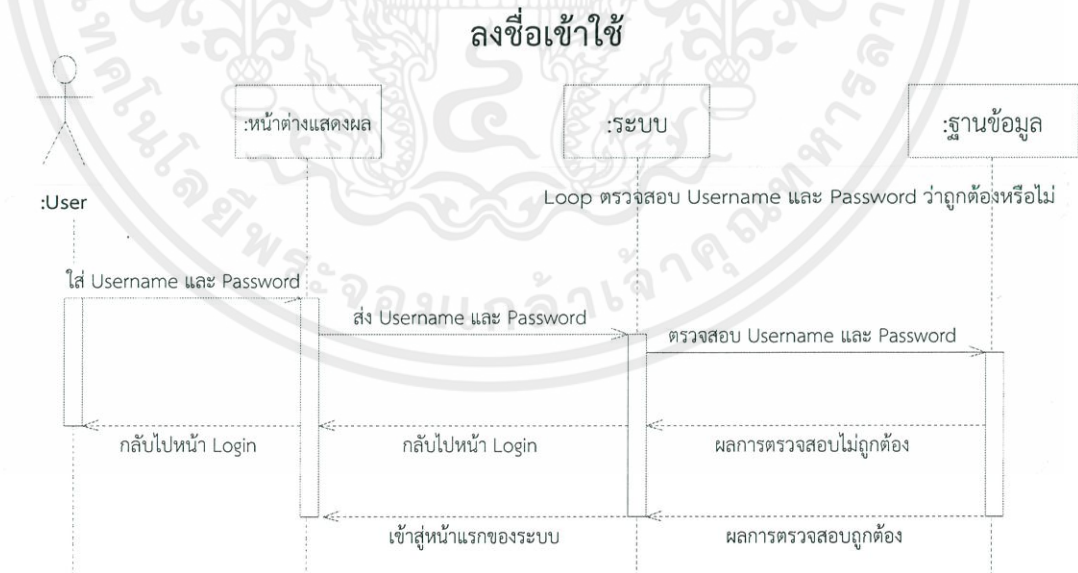 ลงชื่อเข้าใช้
:หน้าต่างแสดงผล
:ระบบ
:ฐานข้อมูล
:User
Loop ตรวจสอบ Username และ Password ว่าถูกต้องหรือไม่
ใส่ Username และ Password
ส่ง Username และ Password
ตรวจสอบ Username และ Password
กลับไปหน้า Login
กลับไปหน้า Login
ผลการตรวจสอบไม่ถูกต้อง
เข้าสู่หน้าแรกของระบบ
ผลการตรวจสอบถูกต้อง